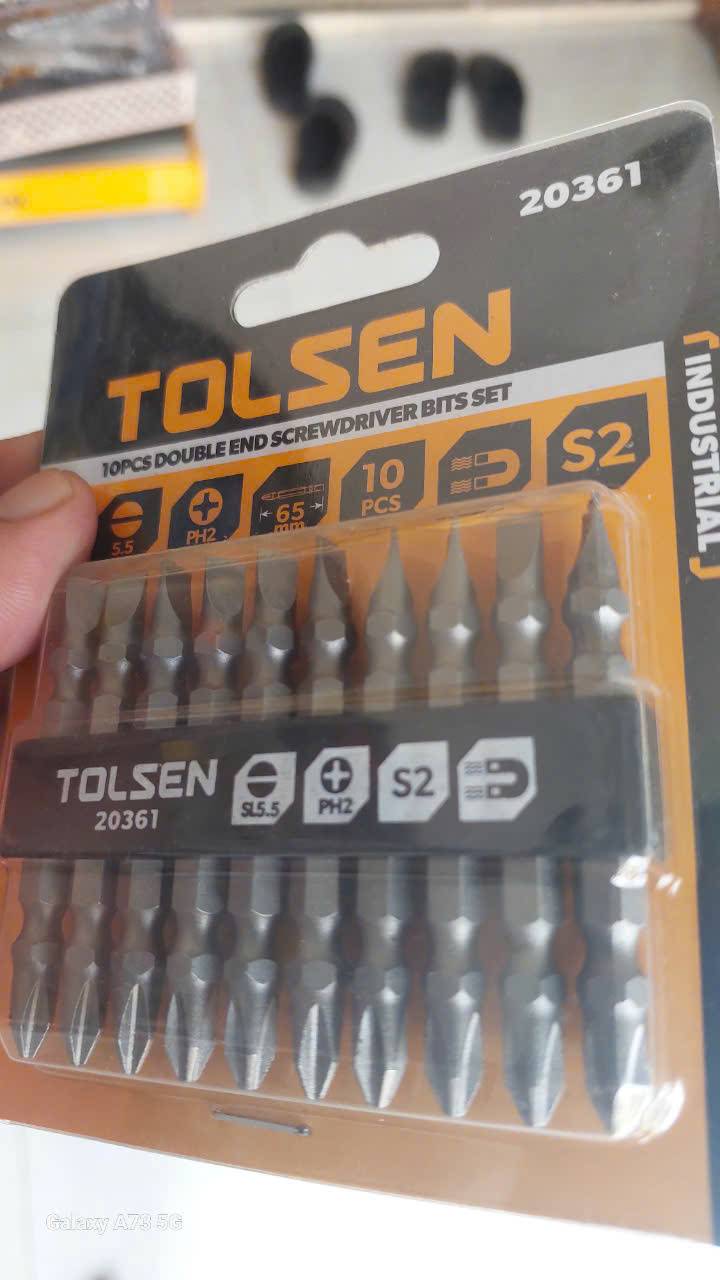 20361
TOLSEN
10PCS DOUBLE END SCREWDRIVER BITS SET
5.5
PH2
65
mm
10
PCS
S2
INDUSTRIAL
TOLSEN
20361
SL5.5
PH2
S2
Galaxy A73 5G